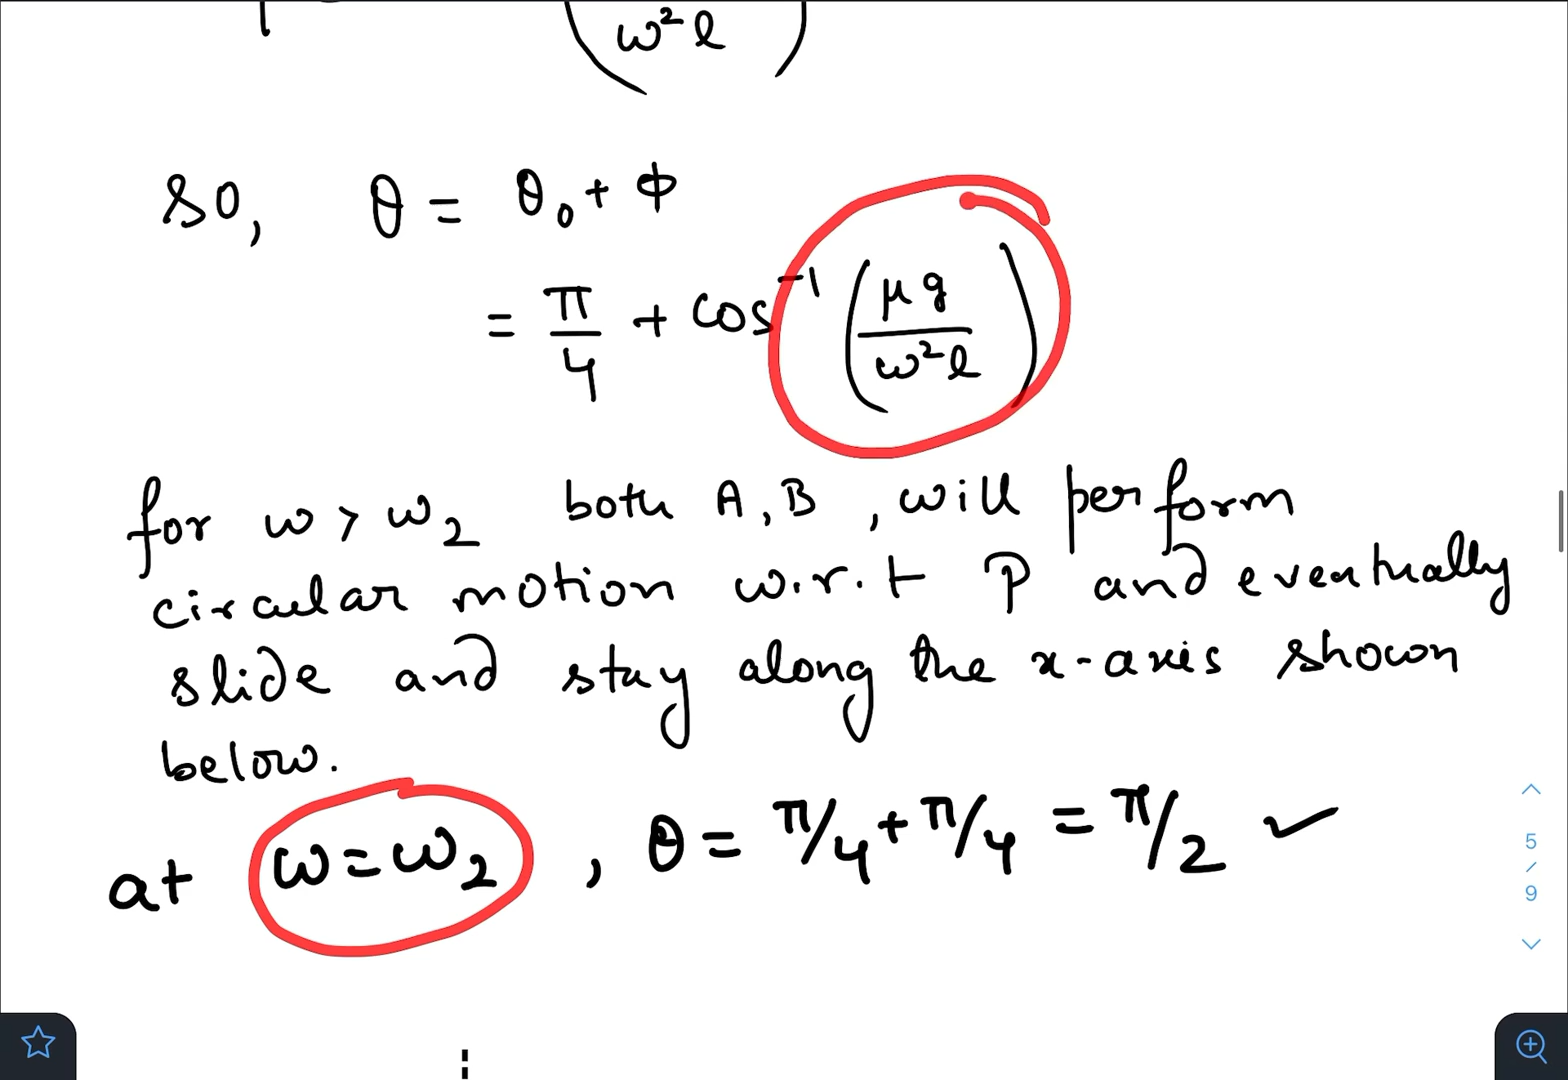 ω²l
so, θ = θ₀ + ϕ
= π/4 + cos⁻¹ (μg/ω²l)
for ω > ω₂ both A, B , will perform
circular motion w.r.t P and eventually
slide and stay along the x-axis shown
below.
at ω=ω₂ , θ = π/4 + π/4 = π/2 ✓
5
/
9